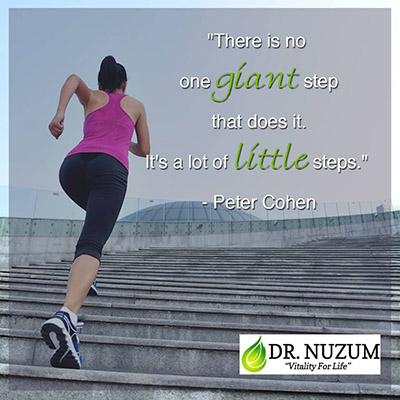 "There is no
one giant step
that does it.
It's a lot of little steps."
- Peter Cohen
DR. NUZUM
"Vitality For Life"